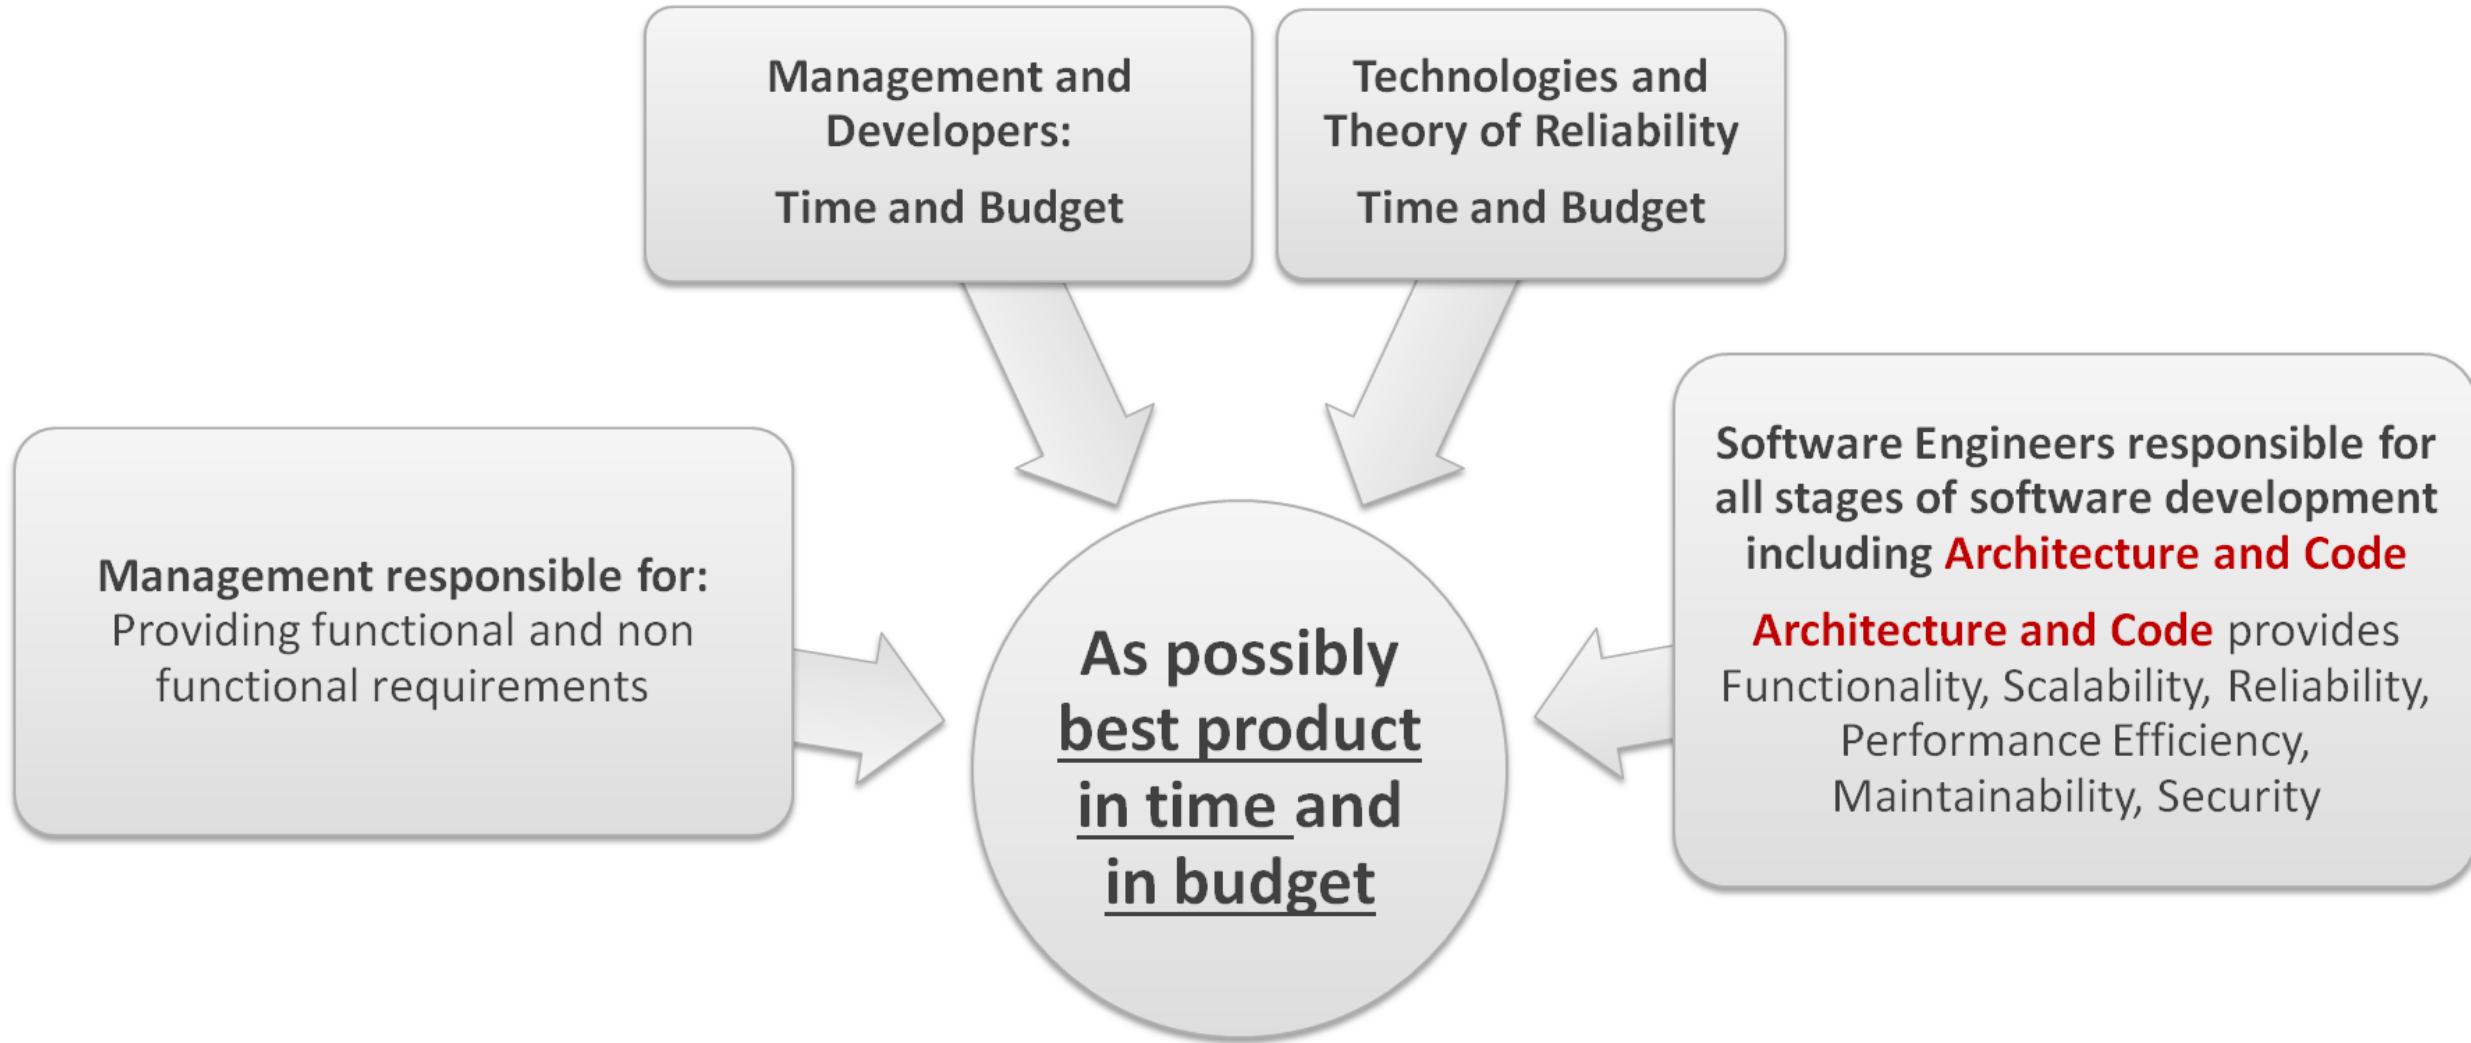 Management and
Developers:
Time and Budget
Technologies and
Theory of Reliability
Time and Budget
Management responsible for:
Providing functional and non
functional requirements
As possibly
best product
in time and
in budget
Software Engineers responsible for
all stages of software development
including Architecture and Code
Architecture and Code provides
Functionality, Scalability, Reliability,
Performance Efficiency,
Maintainability, Security